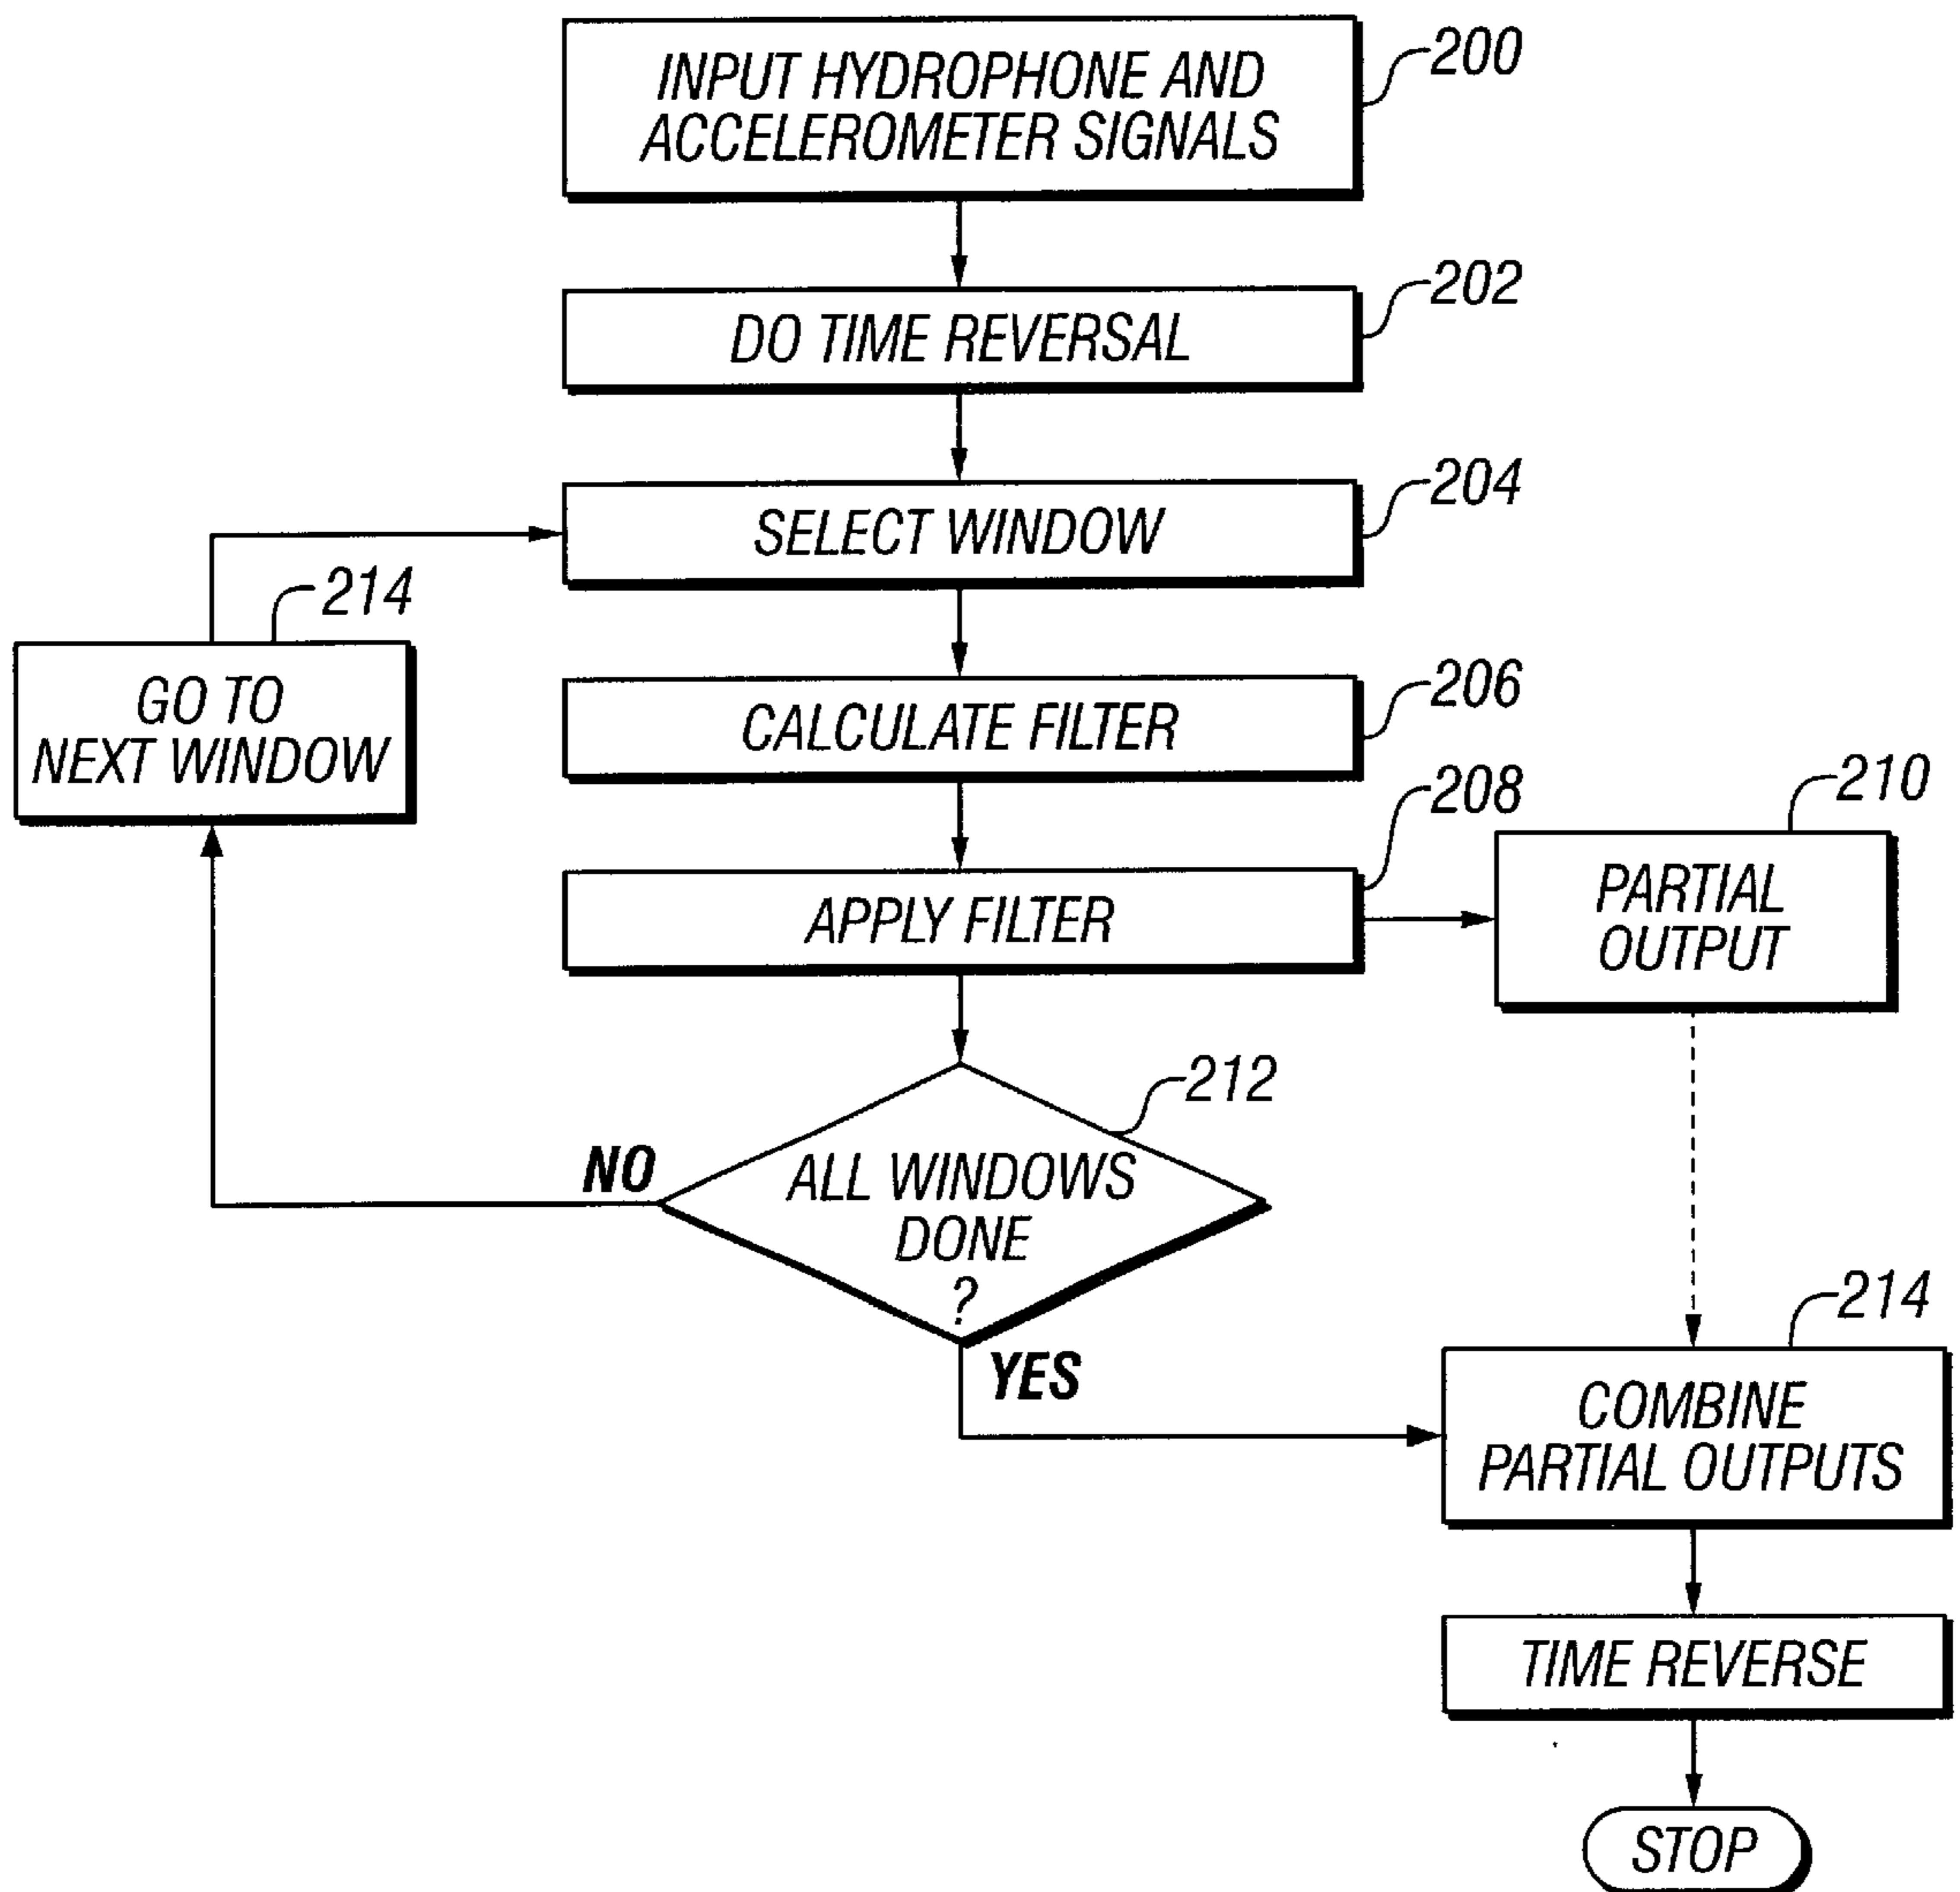 INPUT HYDROPHONE AND
ACCELEROMETER SIGNALS
200
DO TIME REVERSAL
202
SELECT WINDOW
204
214
GO TO
NEXT WINDOW
CALCULATE FILTER
206
APPLY FILTER
208
210
PARTIAL
OUTPUT
212
ALL WINDOWS
DONE
?
NO
YES
214
COMBINE
PARTIAL OUTPUTS
TIME REVERSE
STOP